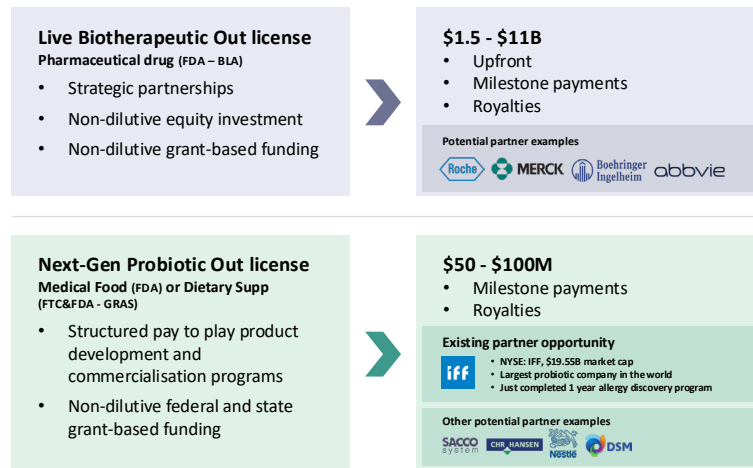 Live Biotherapeutic Out license
Pharmaceutical drug (FDA – BLA)
• Strategic partnerships
• Non-dilutive equity investment
• Non-dilutive grant-based funding
$1.5 - $11B
• Upfront
• Milestone payments
• Royalties
Potential partner examples
Roche MERCK Boehringer Ingelheim abbvie
Next-Gen Probiotic Out license
Medical Food (FDA) or Dietary Supp
(FTC&FDA - GRAS)
• Structured pay to play product
development and
commercialisation programs
• Non-dilutive federal and state
grant-based funding
$50 - $100M
• Milestone payments
• Royalties
Existing partner opportunity
iff
• NYSE: IFF, $19.55B market cap
• Largest probiotic company in the world
• Just completed 1 year allergy discovery program
Other potential partner examples
SACCO system CHR HANSEN Nestlé DSM